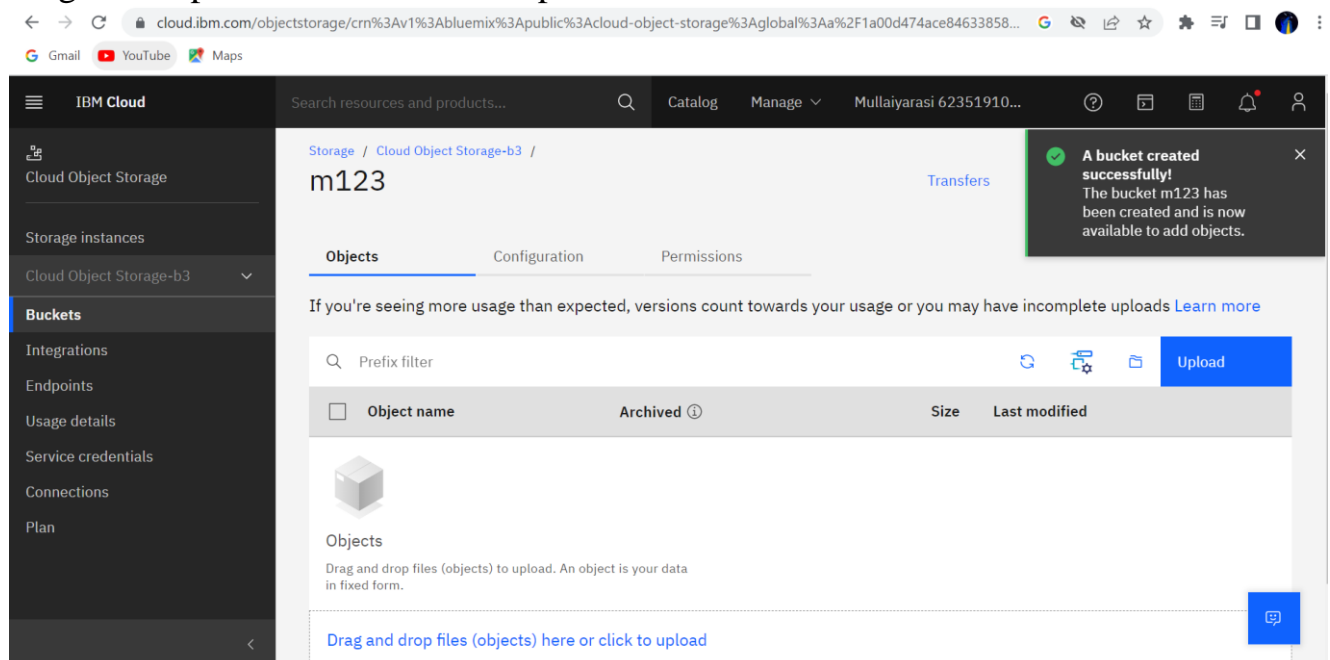 cloud.ibm.com/objectstorage/crn%3Av1%3Abluemix%3Apublic%3Acloud-object-storage%3Aglobal%3Aa%2F1a00d474ace84633858...
Gmail YouTube Maps
IBM Cloud
Search resources and products...
Catalog
Manage
Mullaiyarasi 62351910...
Cloud Object Storage
Storage instances
Cloud Object Storage-b3
Buckets
Integrations
Endpoints
Usage details
Service credentials
Connections
Plan
Storage / Cloud Object Storage-b3 /
m123
Transfers
A bucket created
successfully!
The bucket m123 has
been created and is now
available to add objects.
Objects
Configuration
Permissions
If you're seeing more usage than expected, versions count towards your usage or you may have incomplete uploads Learn more
Prefix filter
Upload
Object name
Archived
Size
Last modified
Objects
Drag and drop files (objects) to upload. An object is your data
in fixed form.
Drag and drop files (objects) here or click to upload